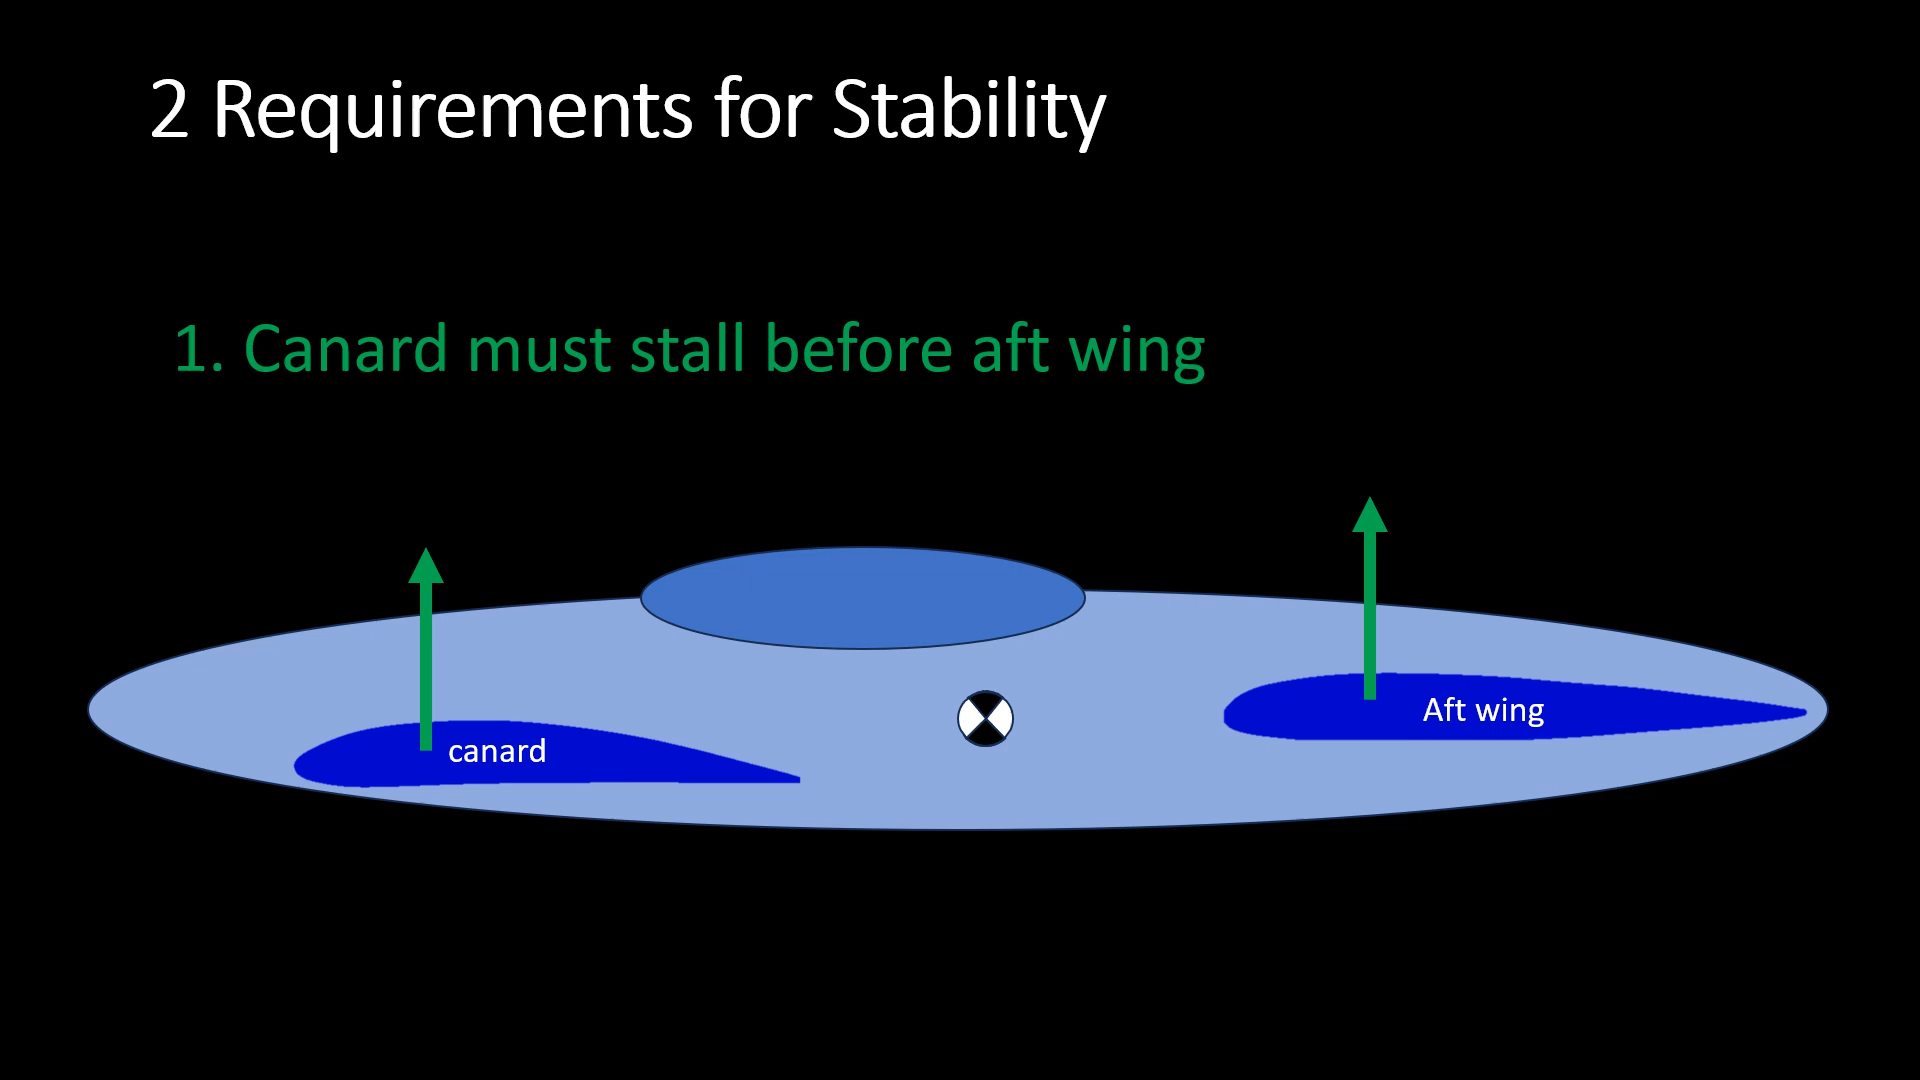 2 Requirements for Stability
1. Canard must stall before aft wing
canard
Aft wing